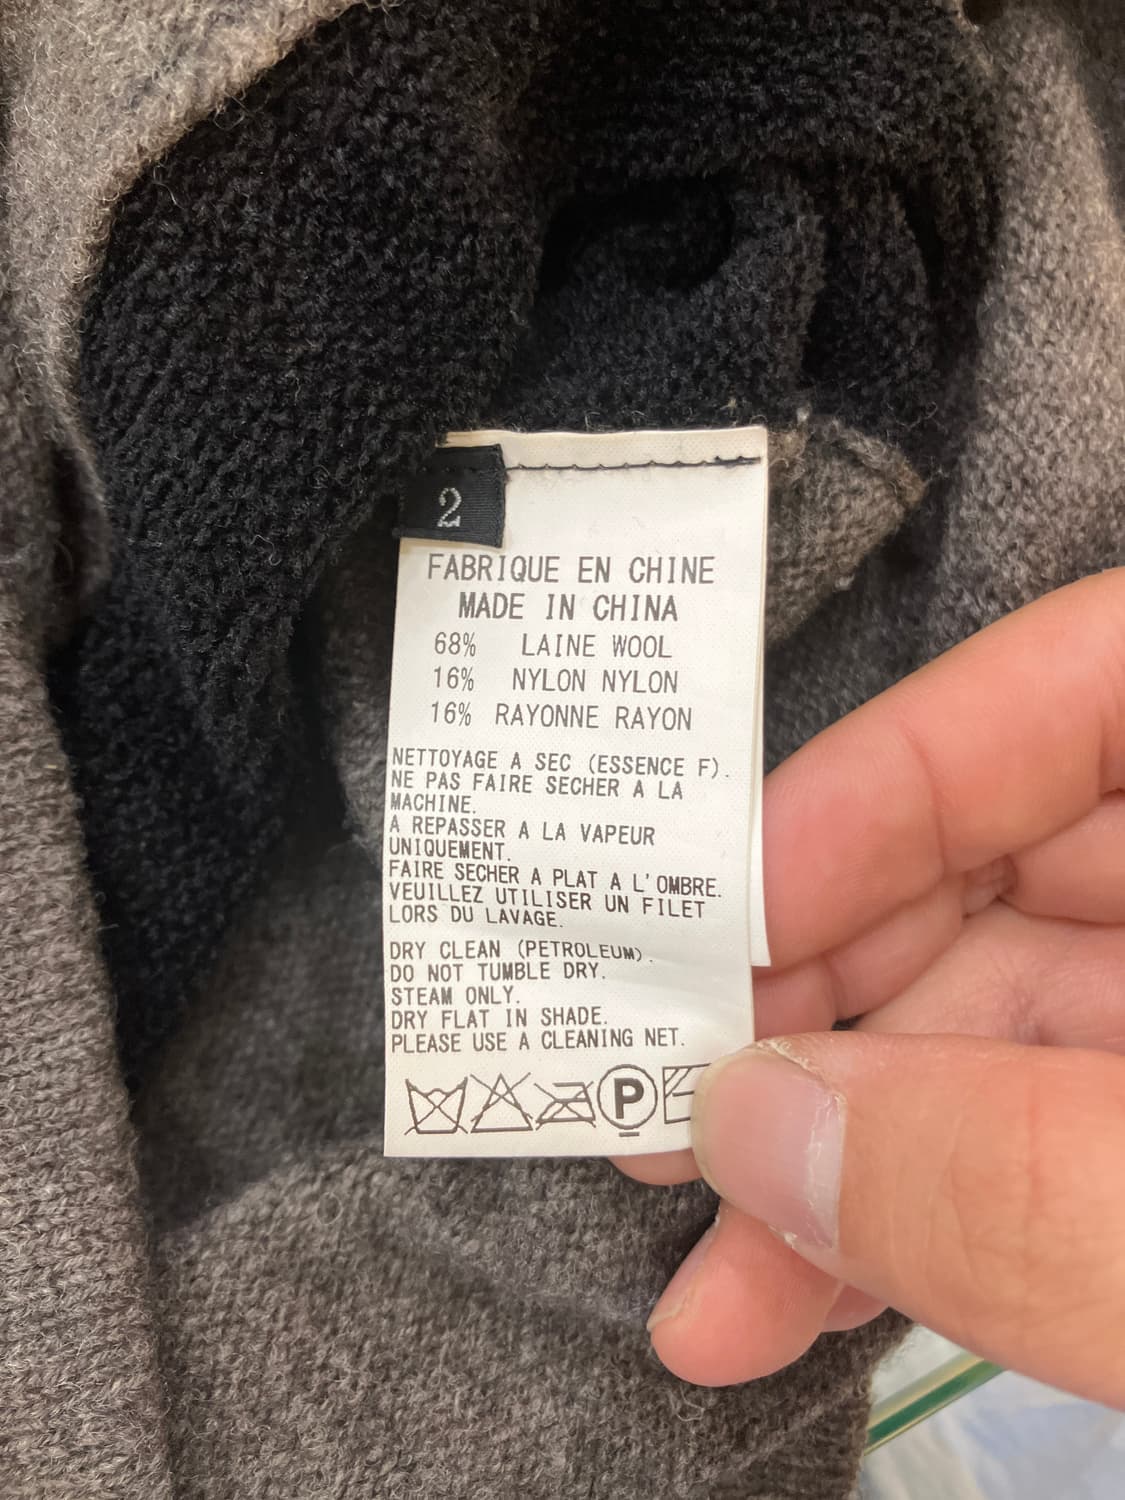 2
FABRIQUE EN CHINE
MADE IN CHINA
68% LAINE WOOL
16% NYLON NYLON
16% RAYONNE RAYON
NETTOYAGE A SEC (ESSENCE F).
NE PAS FAIRE SECHER A LA
MACHINE.
A REPASSER A LA VAPEUR
UNIQUEMENT.
FAIRE SECHER A PLAT A L'OMBRE.
VEUILLEZ UTILISER UN FILET
LORS DU LAVAGE.
DRY CLEAN (PETROLEUM).
DO NOT TUMBLE DRY.
STEAM ONLY.
DRY FLAT IN SHADE.
PLEASE USE A CLEANING NET.
P